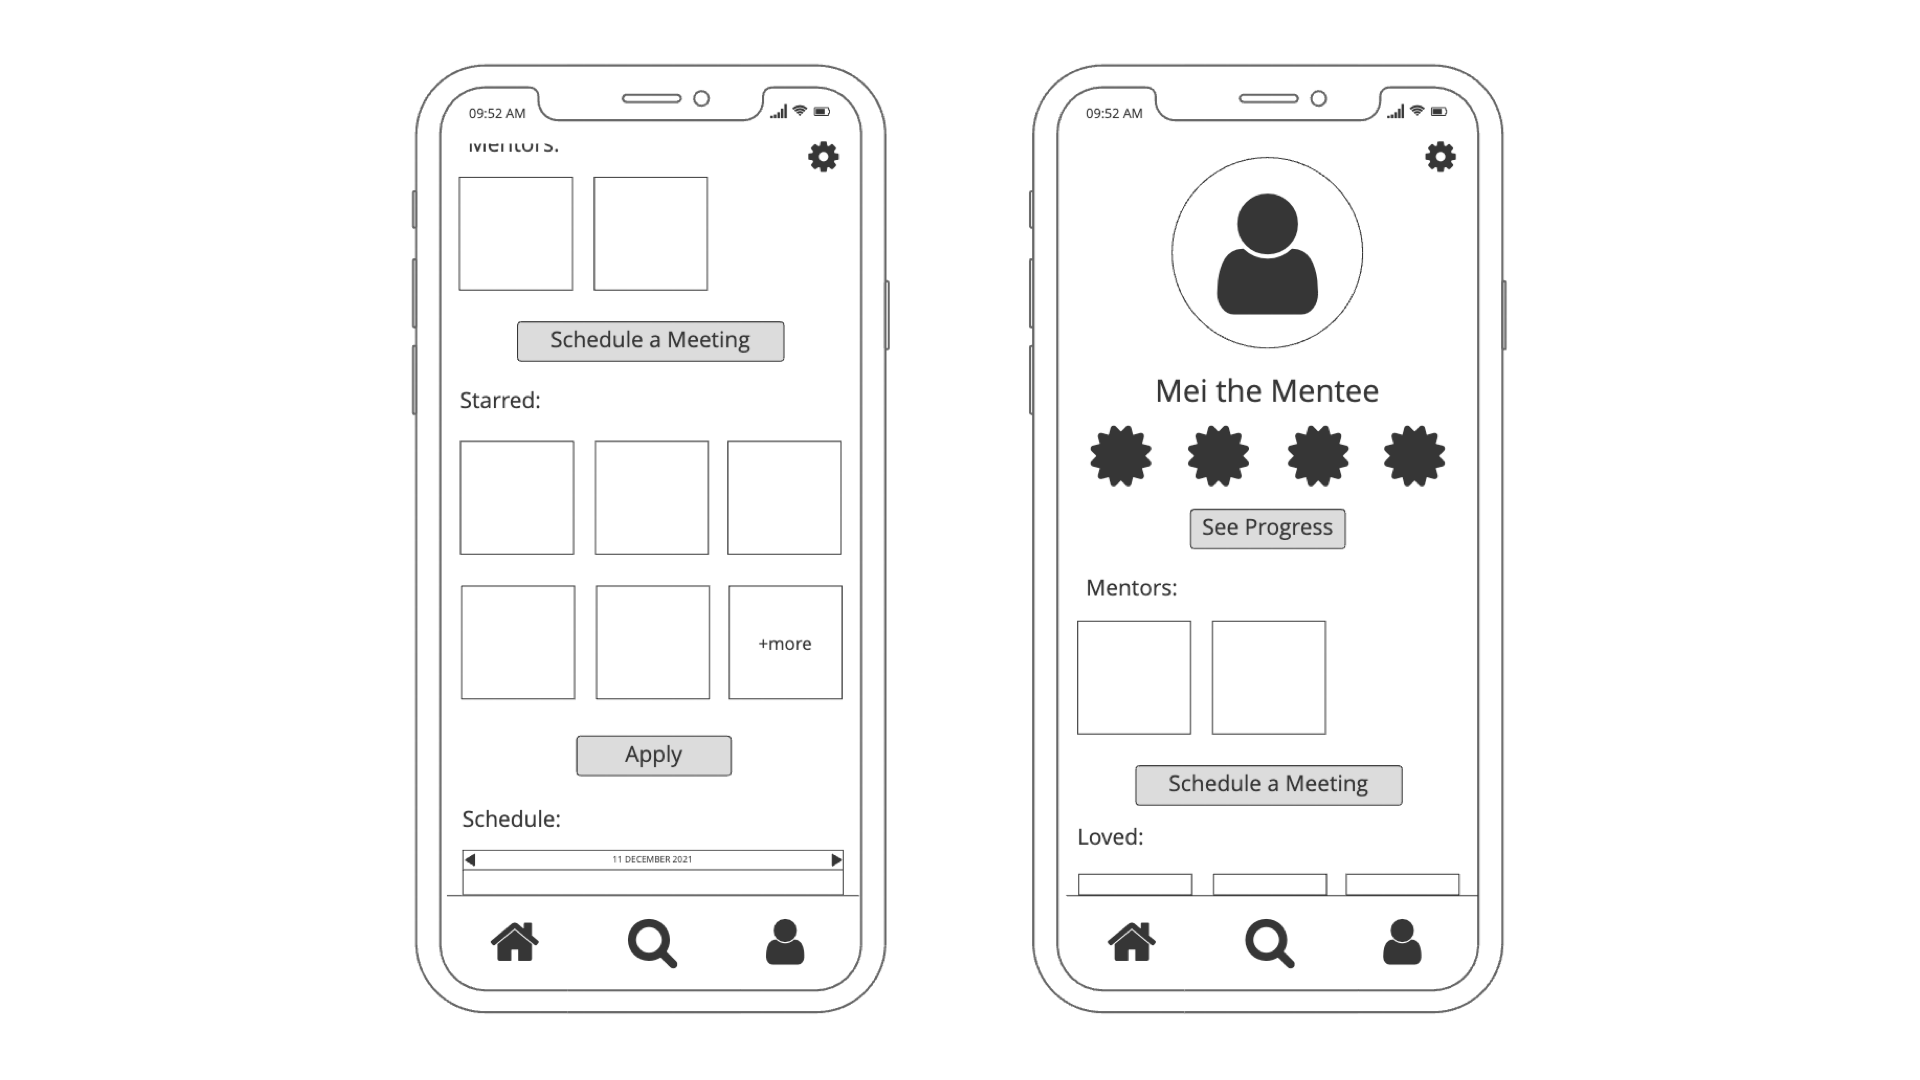 09:52 AM
Mentors:
Schedule a Meeting
Starred:
+more
Apply
Schedule:
11 DECEMBER 2021
09:52 AM
Mei the Mentee
See Progress
Mentors:
Schedule a Meeting
Loved: